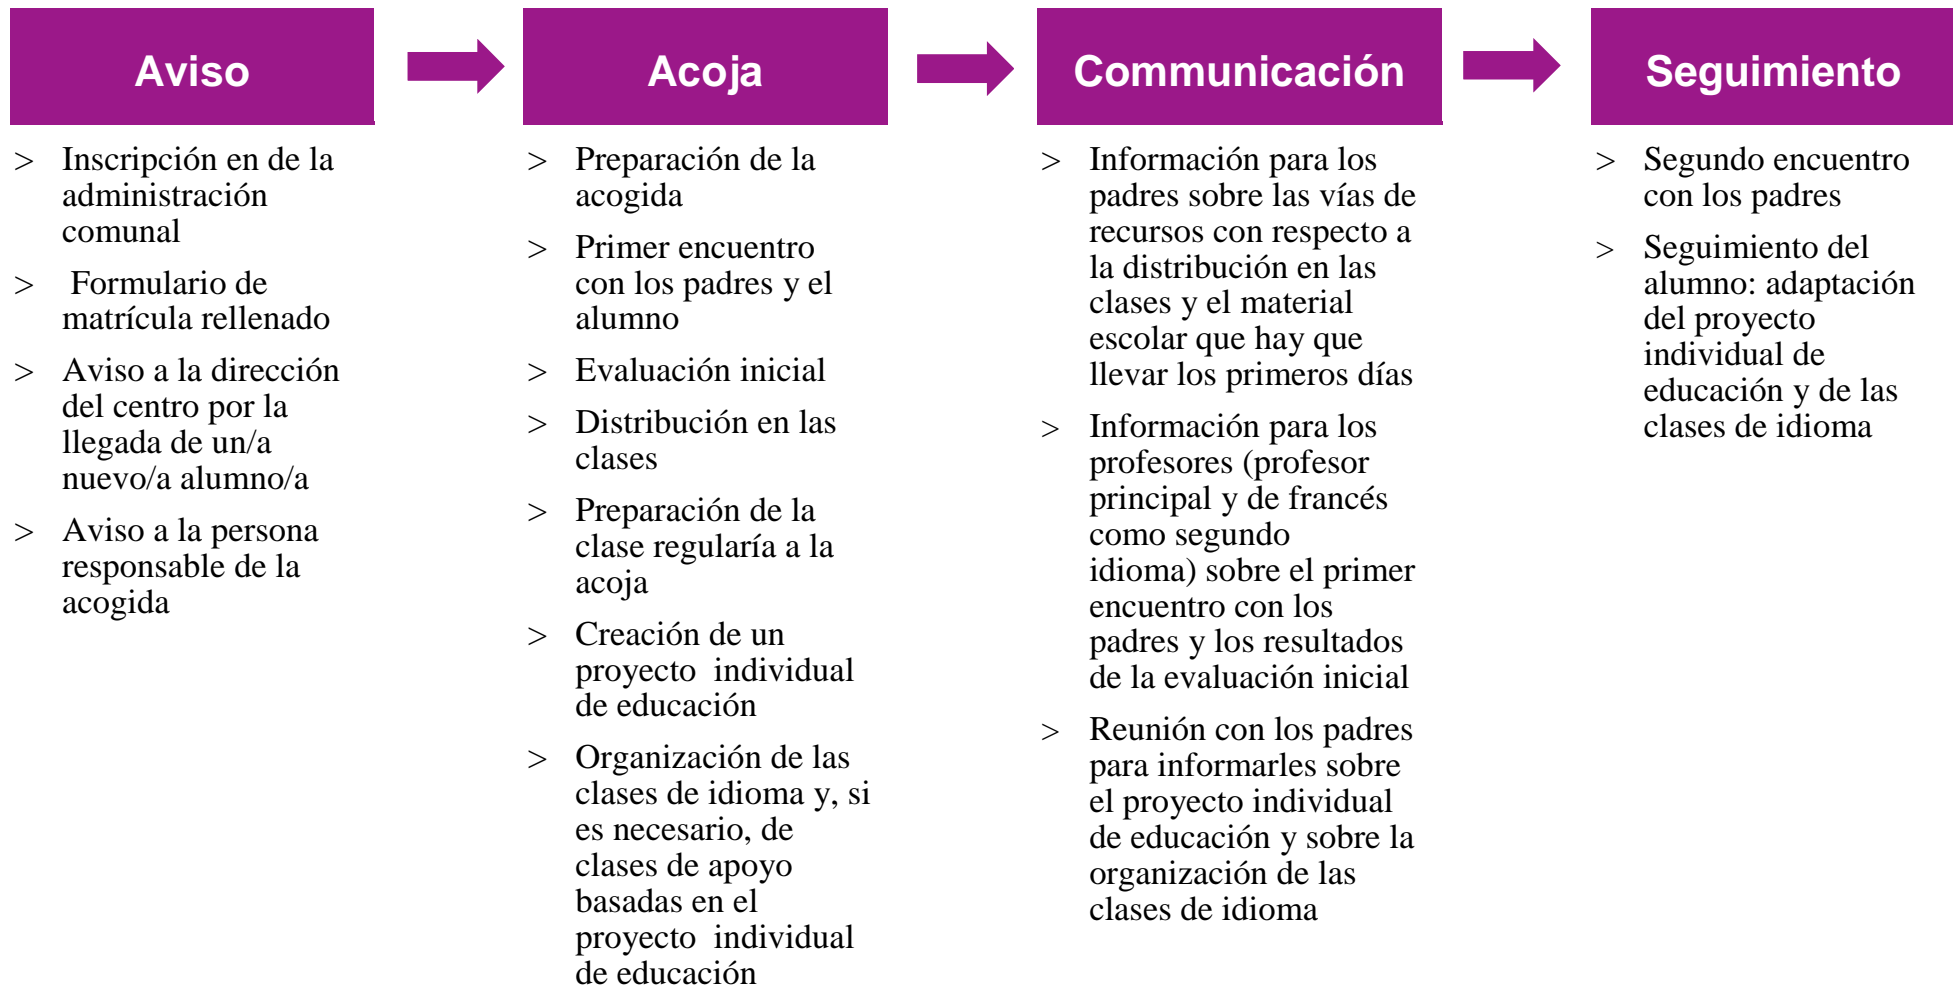 Aviso
> Inscripción en de la
administración
comunal
> Formulario de
matrícula rellenado
> Aviso a la dirección
del centro por la
llegada de un/a
nuevo/a alumno/a
> Aviso a la persona
responsable de la
acogida
Acoja
> Preparación de la
acogida
> Primer encuentro
con los padres y el
alumno
> Evaluación inicial
> Distribución en las
clases
> Preparación de la
clase regularía a la
acoja
> Creación de un
proyecto individual
de educación
> Organización de las
clases de idioma y, si
es necesario, de
clases de apoyo
basadas en el
proyecto individual
de educación
Communicación
> Información para los
padres sobre las vías de
recursos con respecto a
la distribución en las
clases y el material
escolar que hay que
llevar los primeros días
> Información para los
profesores (profesor
principal y de francés
como segundo
idioma) sobre el primer
encuentro con los
padres y los resultados
de la evaluación inicial
> Reunión con los padres
para informarles sobre
el proyecto individual
de educación y sobre la
organización de las
clases de idioma
Seguimiento
> Segundo encuentro
con los padres
> Seguimiento del
alumno: adaptación
del proyecto
individual de
educación y de las
clases de idioma